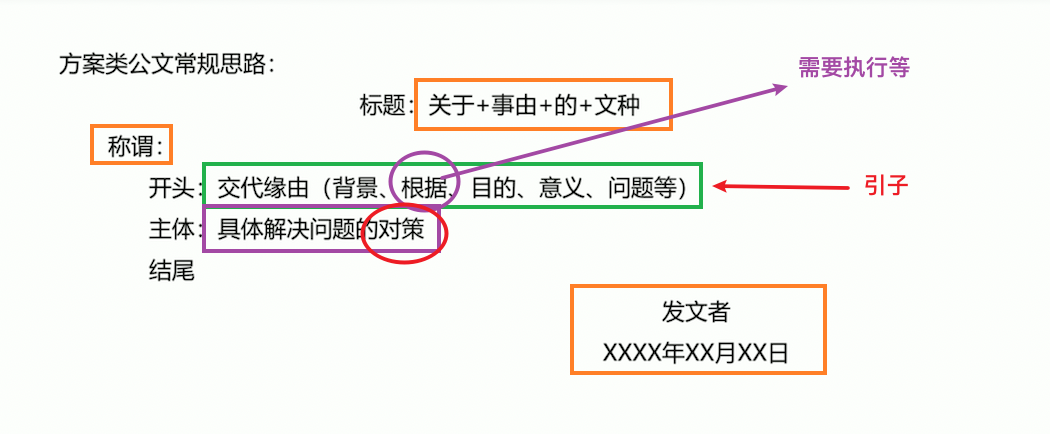 方案类公文常规思路：
需要执行等
标题：关于+事由+的+文种
称谓：
开头：交代缘由（背景、根据、目的、意义、问题等）
引子
主体：具体解决问题的对策
结尾
发文者
XXXX年XX月XX日